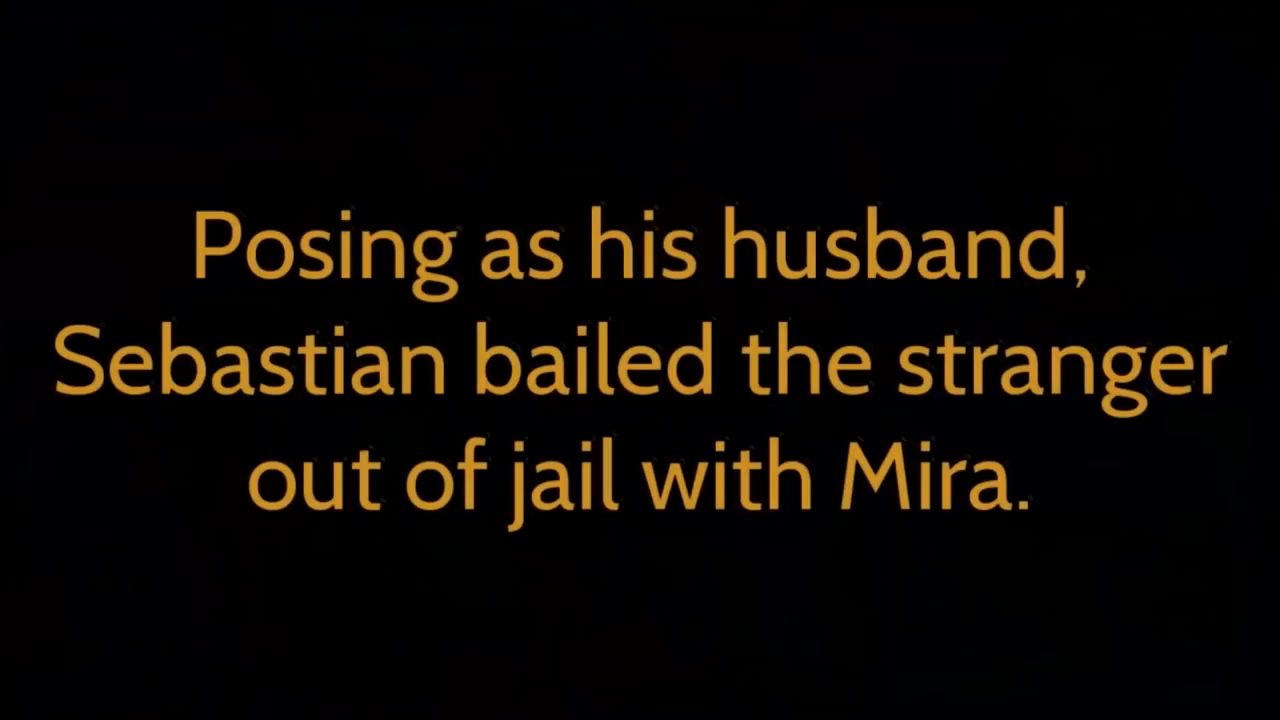 Posing as his husband,
Sebastian bailed the stranger
out of jail with Mira.